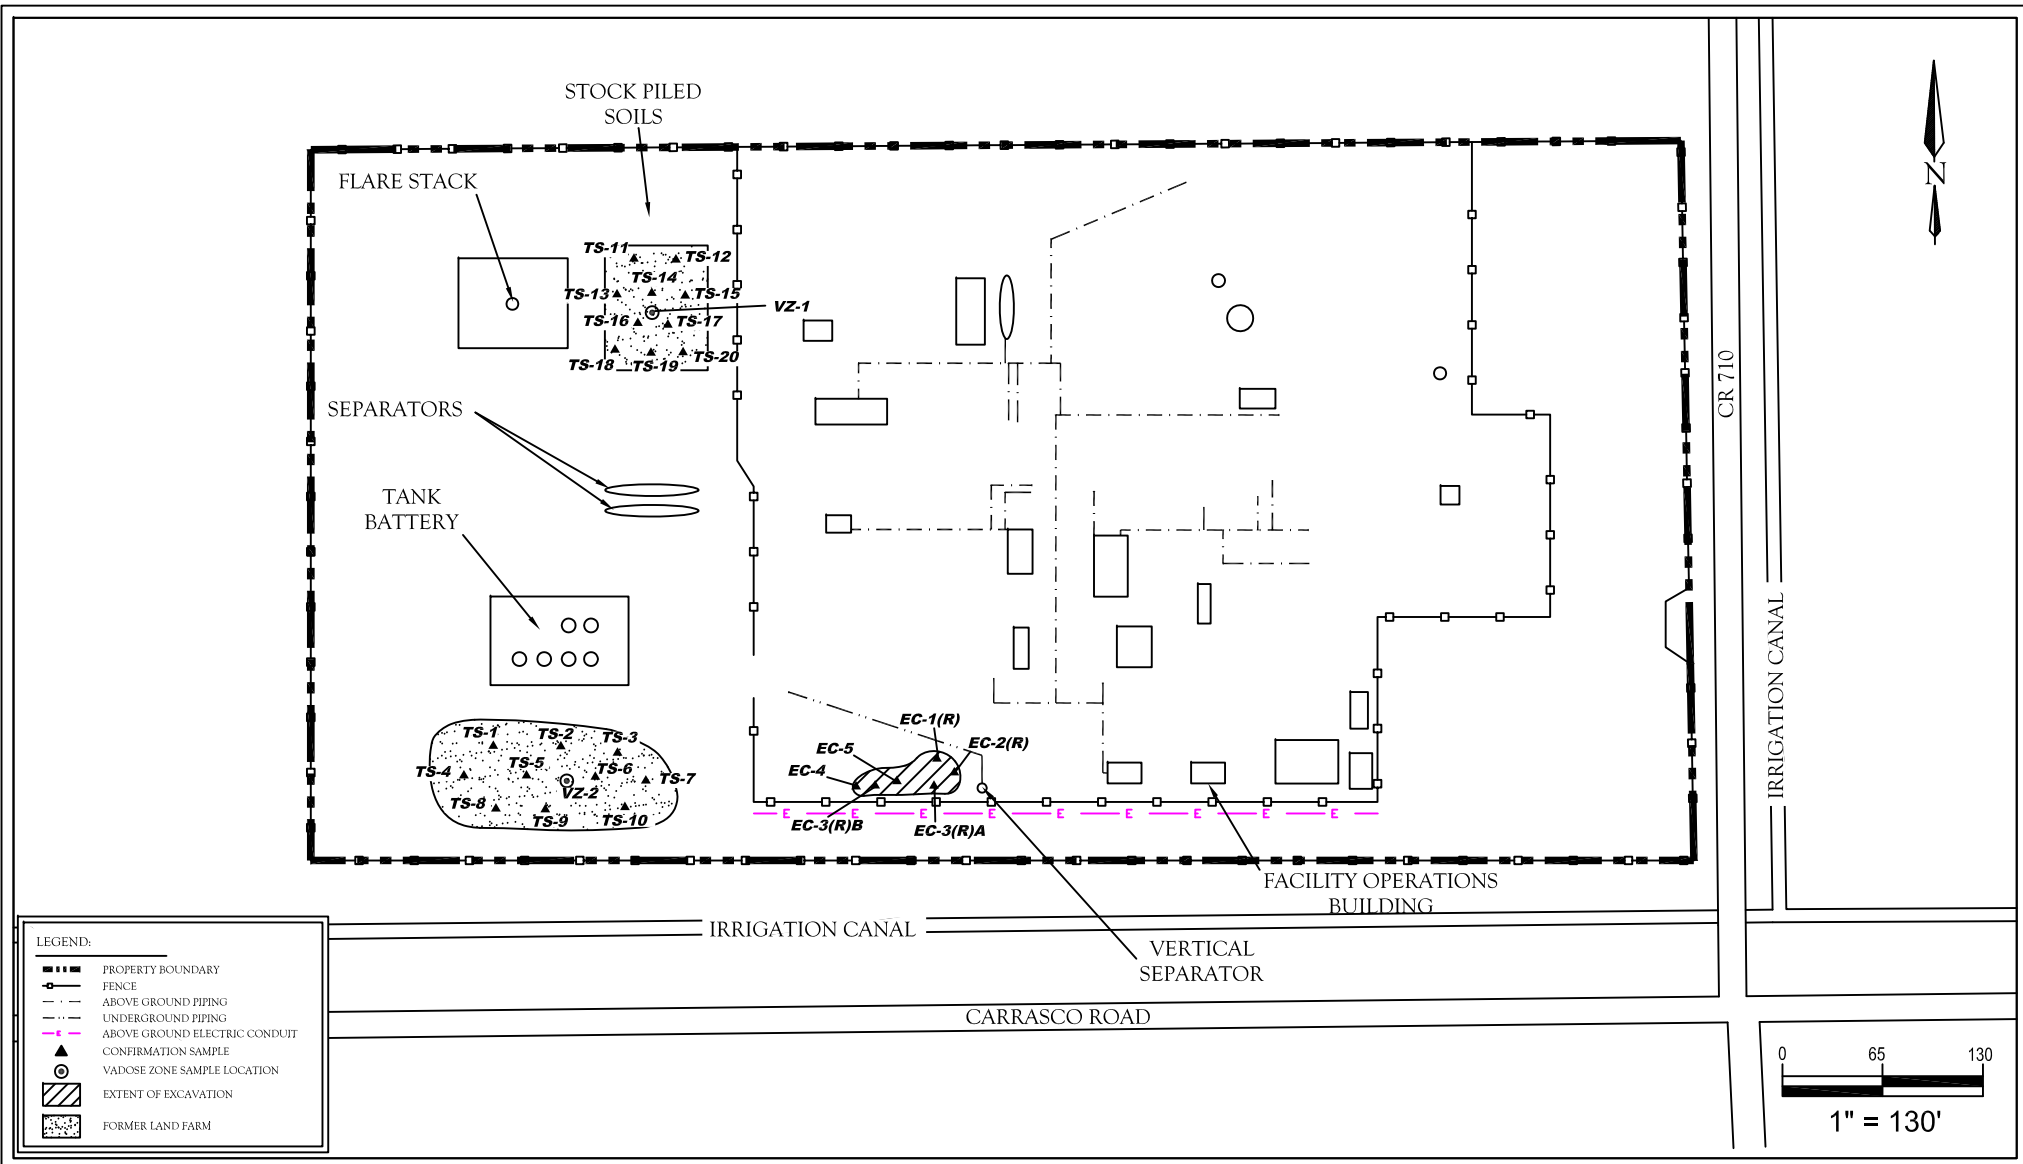 STOCK PILED
SOILS
FLARE STACK
N
TS-11
TS-12
TS-14
TS-13
TS-15
VZ-1
TS-16
TS-17
TS-18
TS-19
TS-20
SEPARATORS
TANK
BATTERY
CR 710
IRRIGATION CANAL
TS-1
TS-2
TS-3
TS-4
TS-5
TS-6
TS-7
VZ-2
TS-8
TS-9
TS-10
EC-1(R)
EC-2(R)
EC-5
EC-4
EC-3(R)B
EC-3(R)A
E E E E E E E E E
FACILITY OPERATIONS
BUILDING
IRRIGATION CANAL
VERTICAL
SEPARATOR
CARRASCO ROAD
LEGEND:
PROPERTY BOUNDARY
FENCE
ABOVE GROUND PIPING
UNDERGROUND PIPING
E ABOVE GROUND ELECTRIC CONDUIT
CONFIRMATION SAMPLE
VADOSE ZONE SAMPLE LOCATION
EXTENT OF EXCAVATION
FORMER LAND FARM
0 65 130
1" = 130'